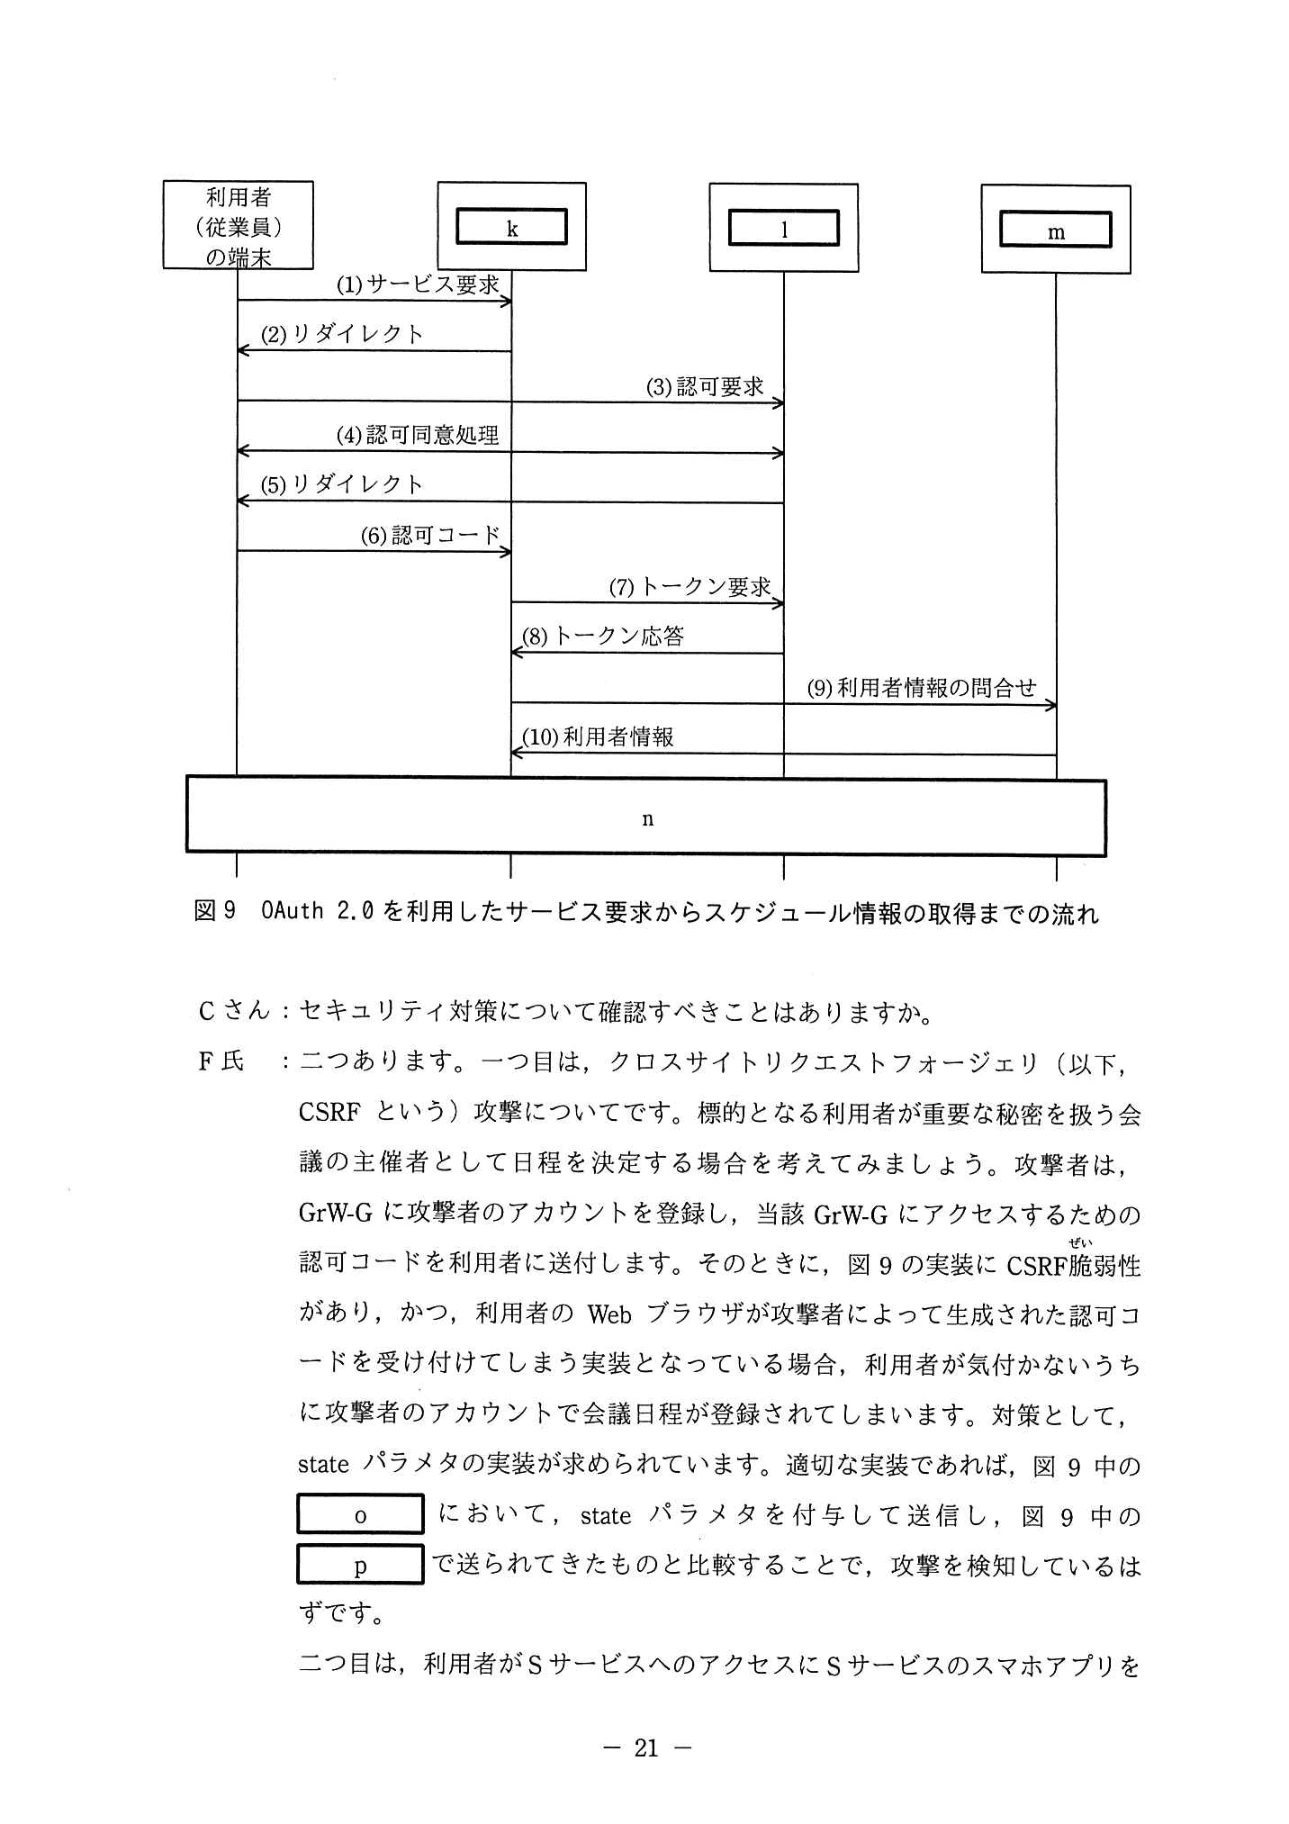 利用者
（従業員）
の端末
k
l
m
(1)サービス要求
(2)リダイレクト
(3)認可要求
(4)認可同意処理
(5)リダイレクト
(6)認可コード
(7)トークン要求
(8)トークン応答
(9)利用者情報の問合せ
(10)利用者情報
n
図9　OAuth 2.0を利用したサービス要求からスケジュール情報の取得までの流れ
Cさん：セキュリティ対策について確認すべきことはありますか。
F氏　：二つあります。一つ目は，クロスサイトリクエストフォージェリ（以下，
CSRF という）攻撃についてです。標的となる利用者が重要な秘密を扱う会
議の主催者として日程を決定する場合を考えてみましょう。攻撃者は，
GrW-G に攻撃者のアカウントを登録し，当該 GrW-G にアクセスするための
ぜい
認可コードを利用者に送付します。そのときに，図 9 の実装に CSRF脆弱性
があり，かつ，利用者の Web ブラウザが攻撃者によって生成された認可コ
ードを受け付けてしまう実装となっている場合，利用者が気付かないうち
に攻撃者のアカウントで会議日程が登録されてしまいます。対策として，
state パラメタの実装が求められています。適切な実装であれば，図 9 中の
o において，state パラメタを付与して送信し，図 9 中の
p で送られてきたものと比較することで，攻撃を検知しているは
ずです。
二つ目は，利用者がSサービスへのアクセスにSサービスのスマホアプリを
－ 21 －